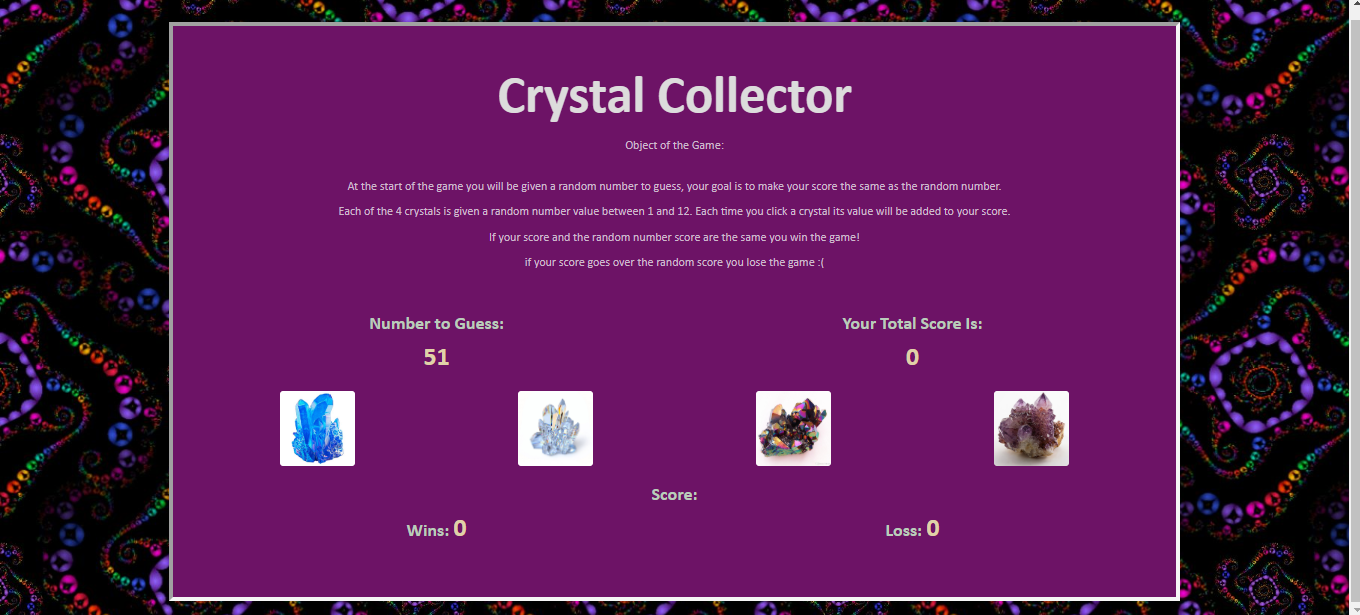 Crystal Collector
Object of the Game:
At the start of the game you will be given a random number to guess, your goal is to make your score the same as the random number.
Each of the 4 crystals is given a random number value between 1 and 12. Each time you click a crystal its value will be added to your score.
If your score and the random number score are the same you win the game!
if your score goes over the random score you lose the game :(
Number to Guess:
51
Your Total Score Is:
0
Score:
Wins: 0
Loss: 0